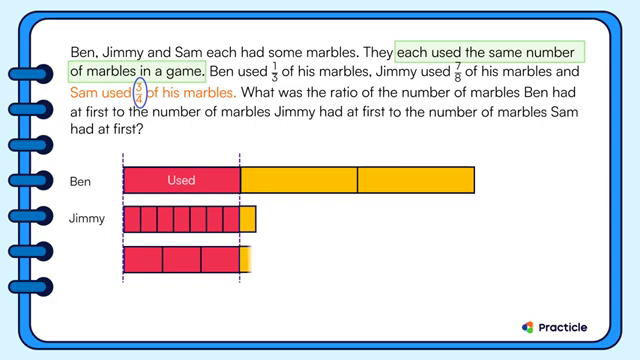 Ben, Jimmy and Sam each had some marbles. They each used the same number
of marbles in a game. Ben used 1/3 of his marbles, Jimmy used 7/8 of his marbles and
Sam used 3/4 of his marbles. What was the ratio of the number of marbles Ben had
at first to the number of marbles Jimmy had at first to the number of marbles Sam
had at first?
Ben
Used
Jimmy
Practicle